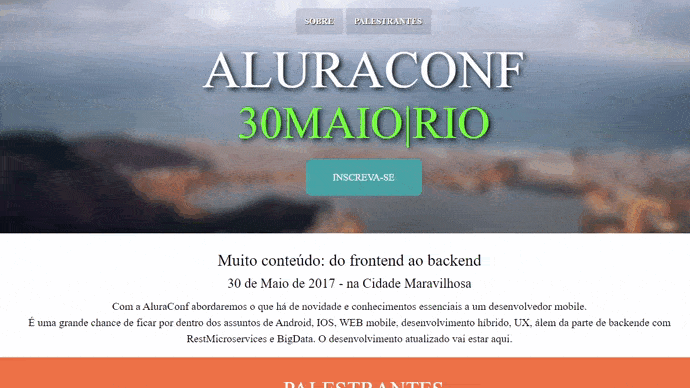 SOBRE PALESTRANTES
ALURACONF
30MAIO|RIO
INSCREVA-SE
Muito conteúdo: do frontend ao backend
30 de Maio de 2017 - na Cidade Maravilhosa
Com a AluraConf abordaremos o que há de novidade e conhecimentos essenciais a um desenvolvedor mobile.
É uma grande chance de ficar por dentro dos assuntos de Android, IOS, WEB mobile, desenvolvimento híbrido, UX, álem da parte de backende com
RestMicroservices e BigData. O desenvolvimento atualizado vai estar aqui.
PALESTRANTES